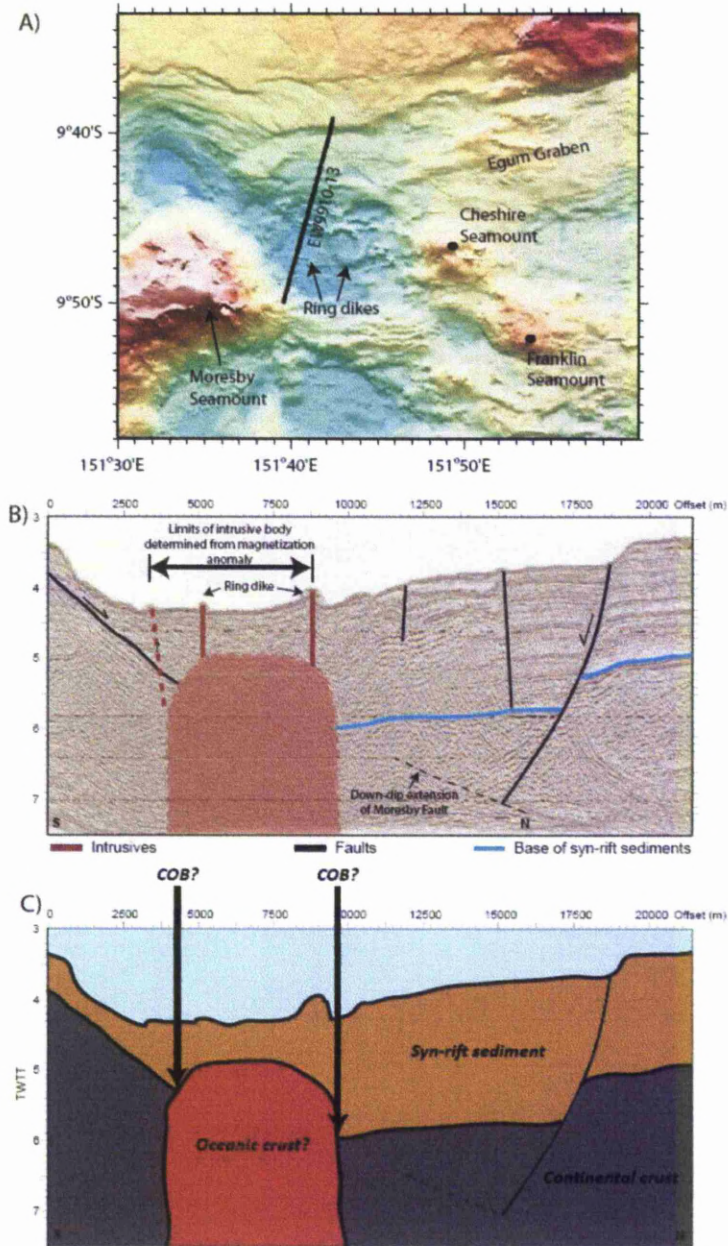 A)
9°40'S
EW9910-13
Egum Graben
Cheshire
Seamount
9°50'S
Ring dikes
Moresby
Seamount
Franklin
Seamount
151°30'E
151°40'E
151°50'E
B)
0 2500 5000 7500 10000 12500 15000 17500 20000 Offset (m)
3
Limits of intrusive body
determined from magnetization
anomaly
Ring dike
4
5
6
7
Down-dip extension
of Moresby Fault
S
N
Intrusives
Faults
Base of syn-rift sediments
COB?
COB?
C)
0 2500 5000 7500 10000 12500 15000 17500 20000 Offset (m)
3
4
5
6
7
TWTT
Syn-rift sediment
Oceanic crust?
Continental crust